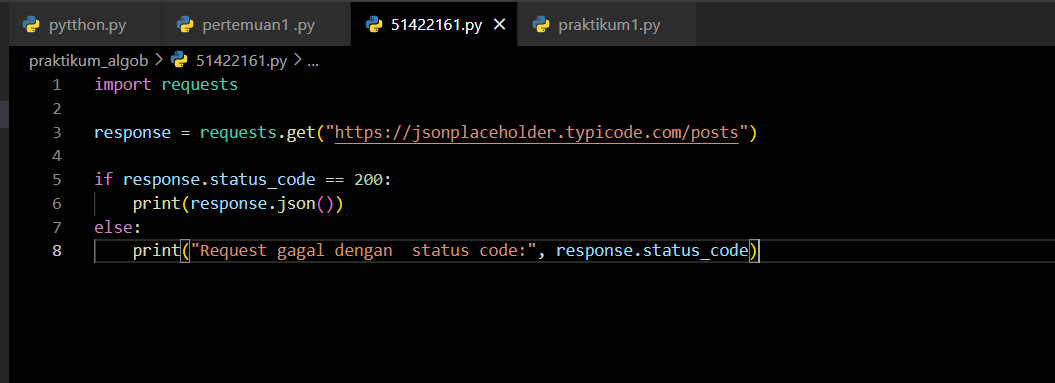 pytthon.py pertemuan1 .py 51422161.py praktikum1.py
praktikum_algob > 51422161.py > ...
1 import requests
2
3 response = requests.get("https://jsonplaceholder.typicode.com/posts")
4
5 if response.status_code == 200:
6     print(response.json())
7 else:
8     print("Request gagal dengan  status code:", response.status_code)